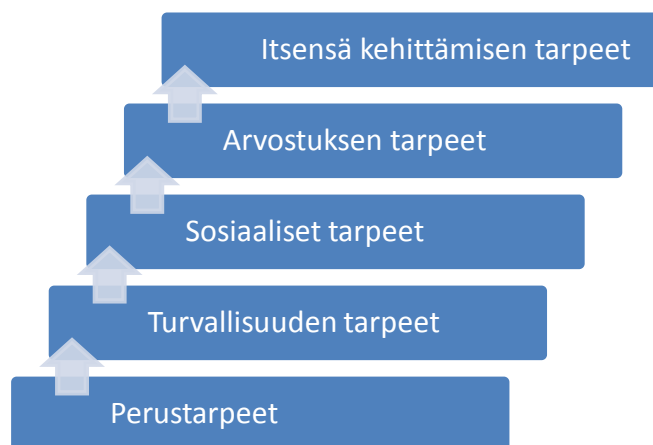 Itsensä kehittämisen tarpeet
Arvostuksen tarpeet
Sosiaaliset tarpeet
Turvallisuuden tarpeet
Perustarpeet